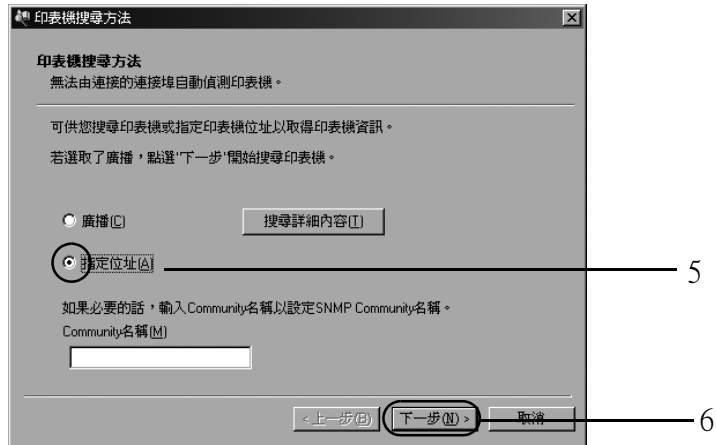 印表機搜尋方法
印表機搜尋方法
無法由連接的連接埠自動偵測印表機。
可供您搜尋印表機或指定印表機位址以取得印表機資訊。
若選取了廣播，點選'下一步'開始搜尋印表機。
廣播(C) 搜尋詳細內容(T)
指定位址(A) 5
如果必要的話，輸入Community名稱以設定SNMP Community名稱。
Community名稱(M)
<上一步(B) 下一步(N) > 取消 6